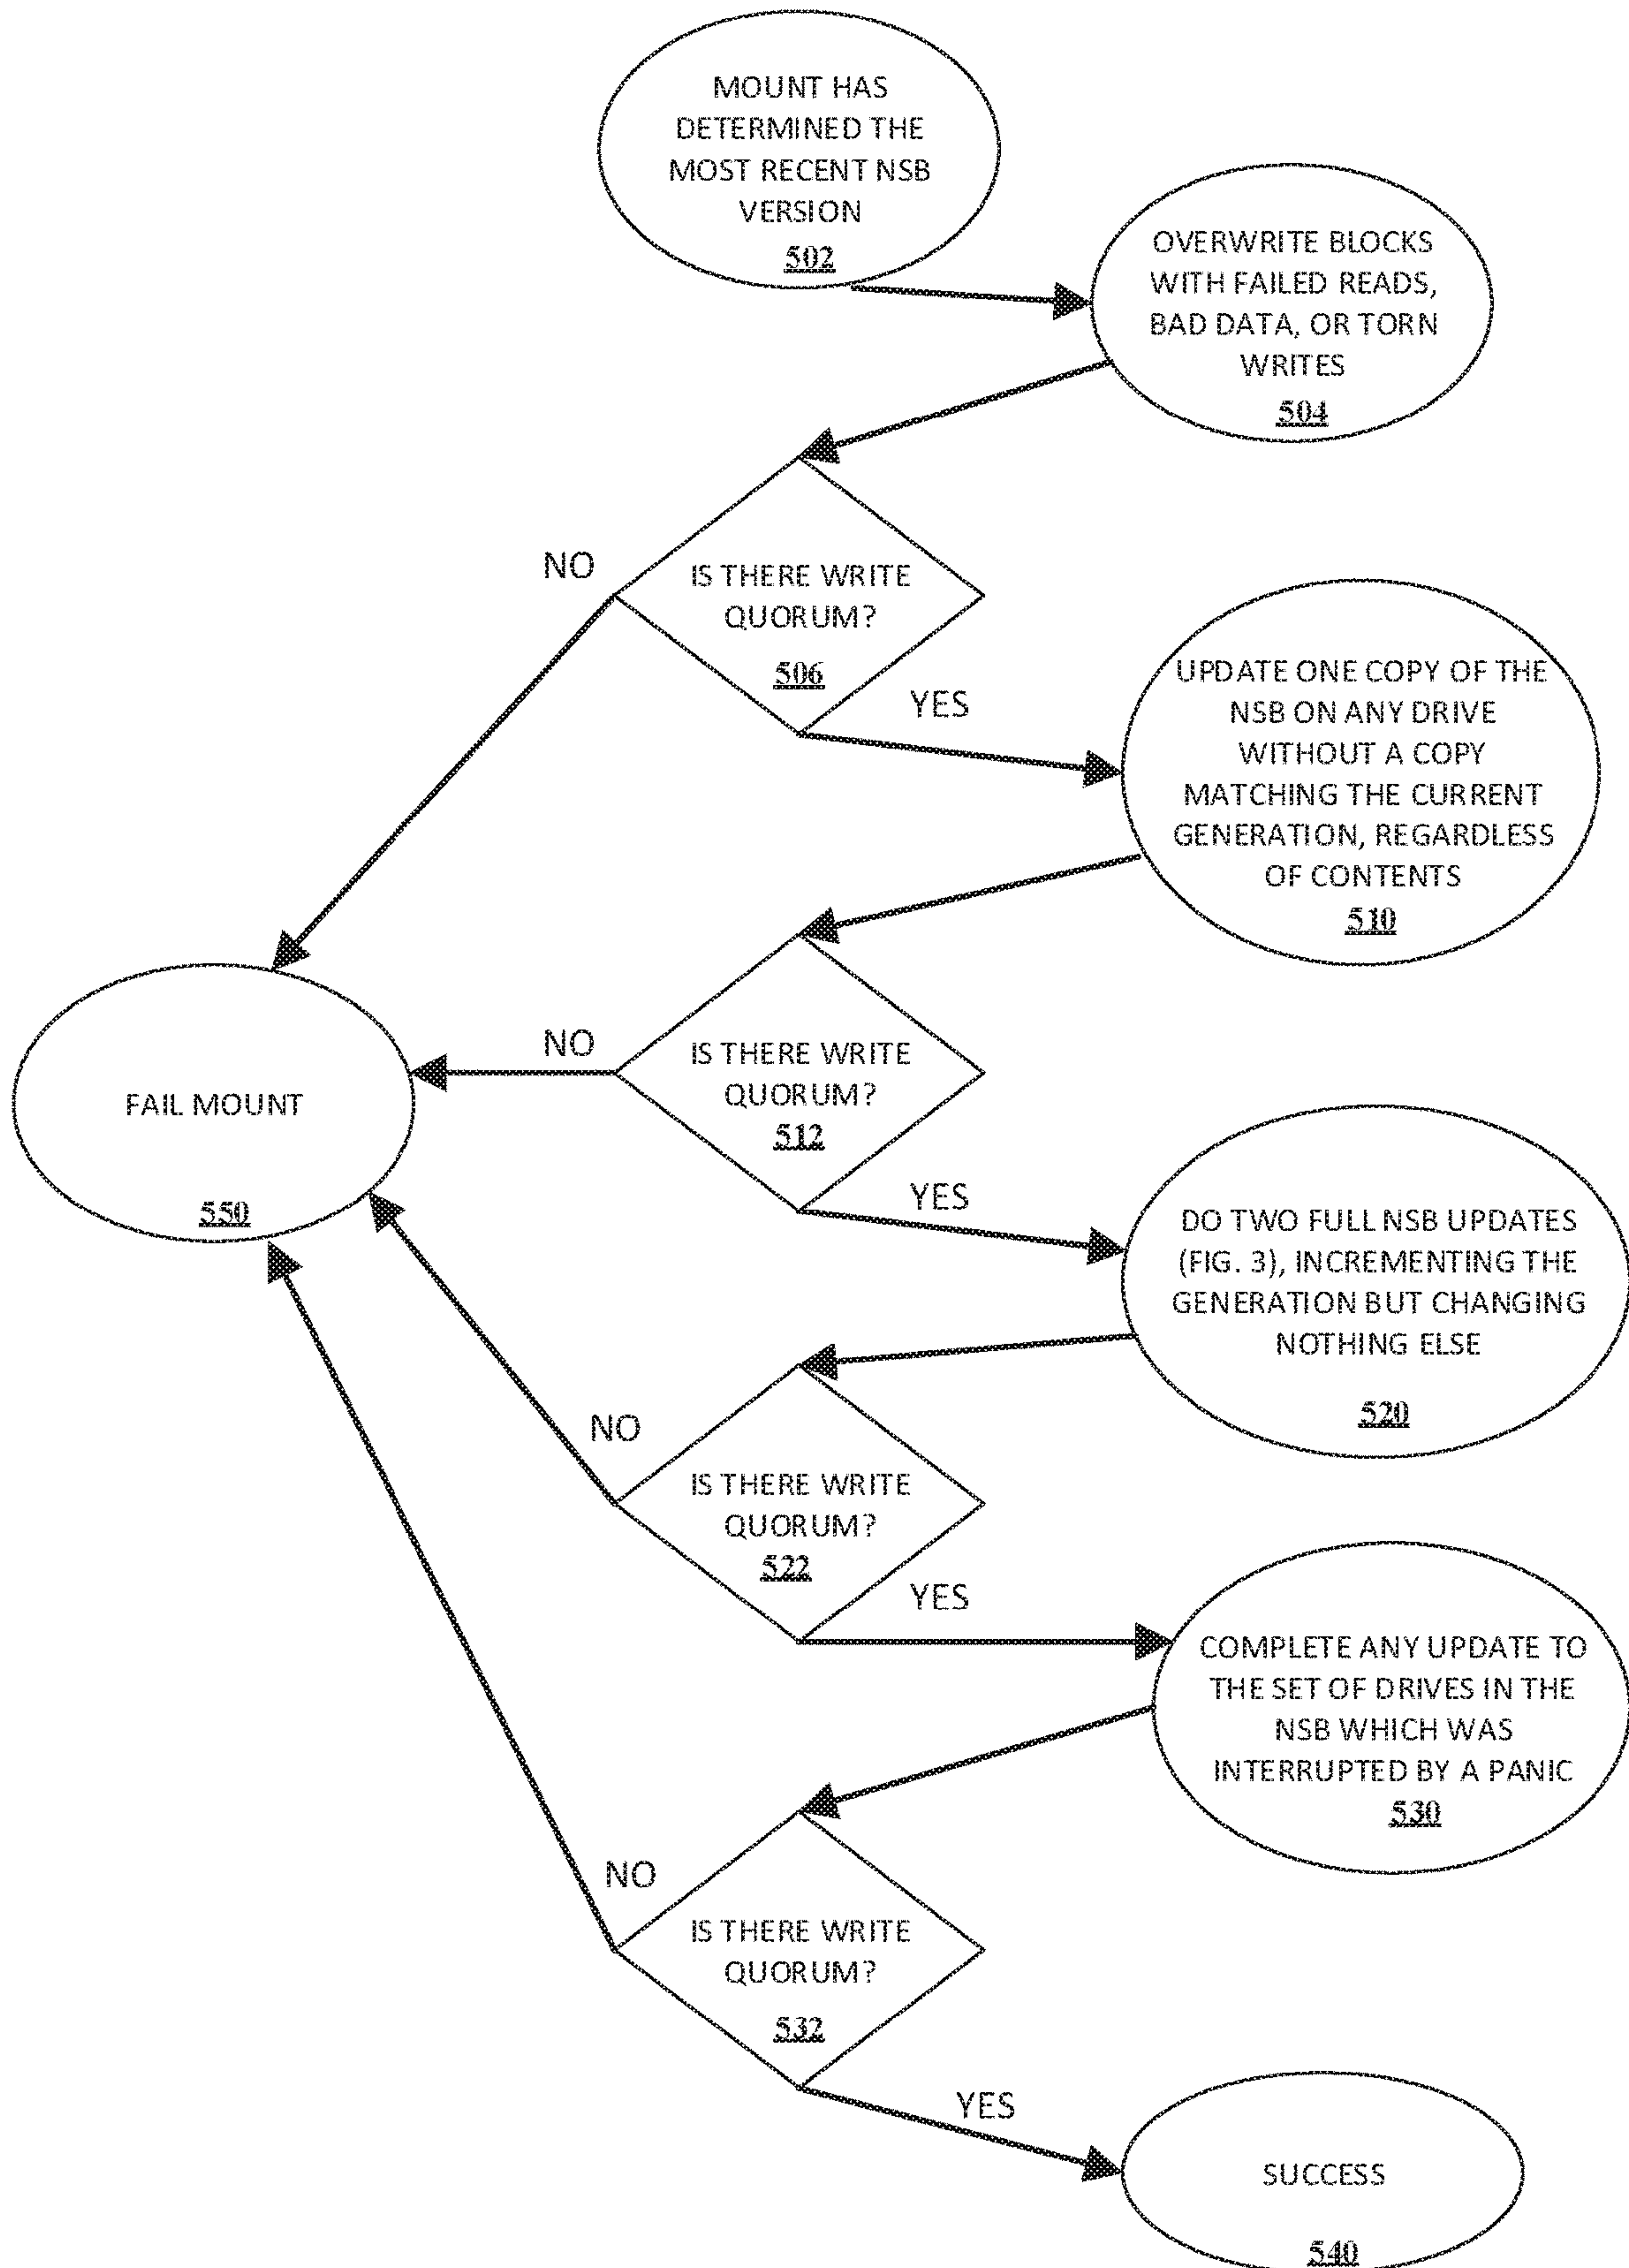 MOUNT HAS
DETERMINED THE
MOST RECENT NSB
VERSION
502
OVERWRITE BLOCKS
WITH FAILED READS,
BAD DATA, OR TORN
WRITES
504
NO
IS THERE WRITE
QUORUM?
506
YES
UPDATE ONE COPY OF THE
NSB ON ANY DRIVE
WITHOUT A COPY
MATCHING THE CURRENT
GENERATION, REGARDLESS
OF CONTENTS
510
NO
IS THERE WRITE
QUORUM?
512
YES
FAIL MOUNT
550
DO TWO FULL NSB UPDATES
(FIG. 3), INCREMENTING THE
GENERATION BUT CHANGING
NOTHING ELSE
520
NO
IS THERE WRITE
QUORUM?
522
YES
COMPLETE ANY UPDATE TO
THE SET OF DRIVES IN THE
NSB WHICH WAS
INTERRUPTED BY A PANIC
530
NO
IS THERE WRITE
QUORUM?
532
YES
SUCCESS
540